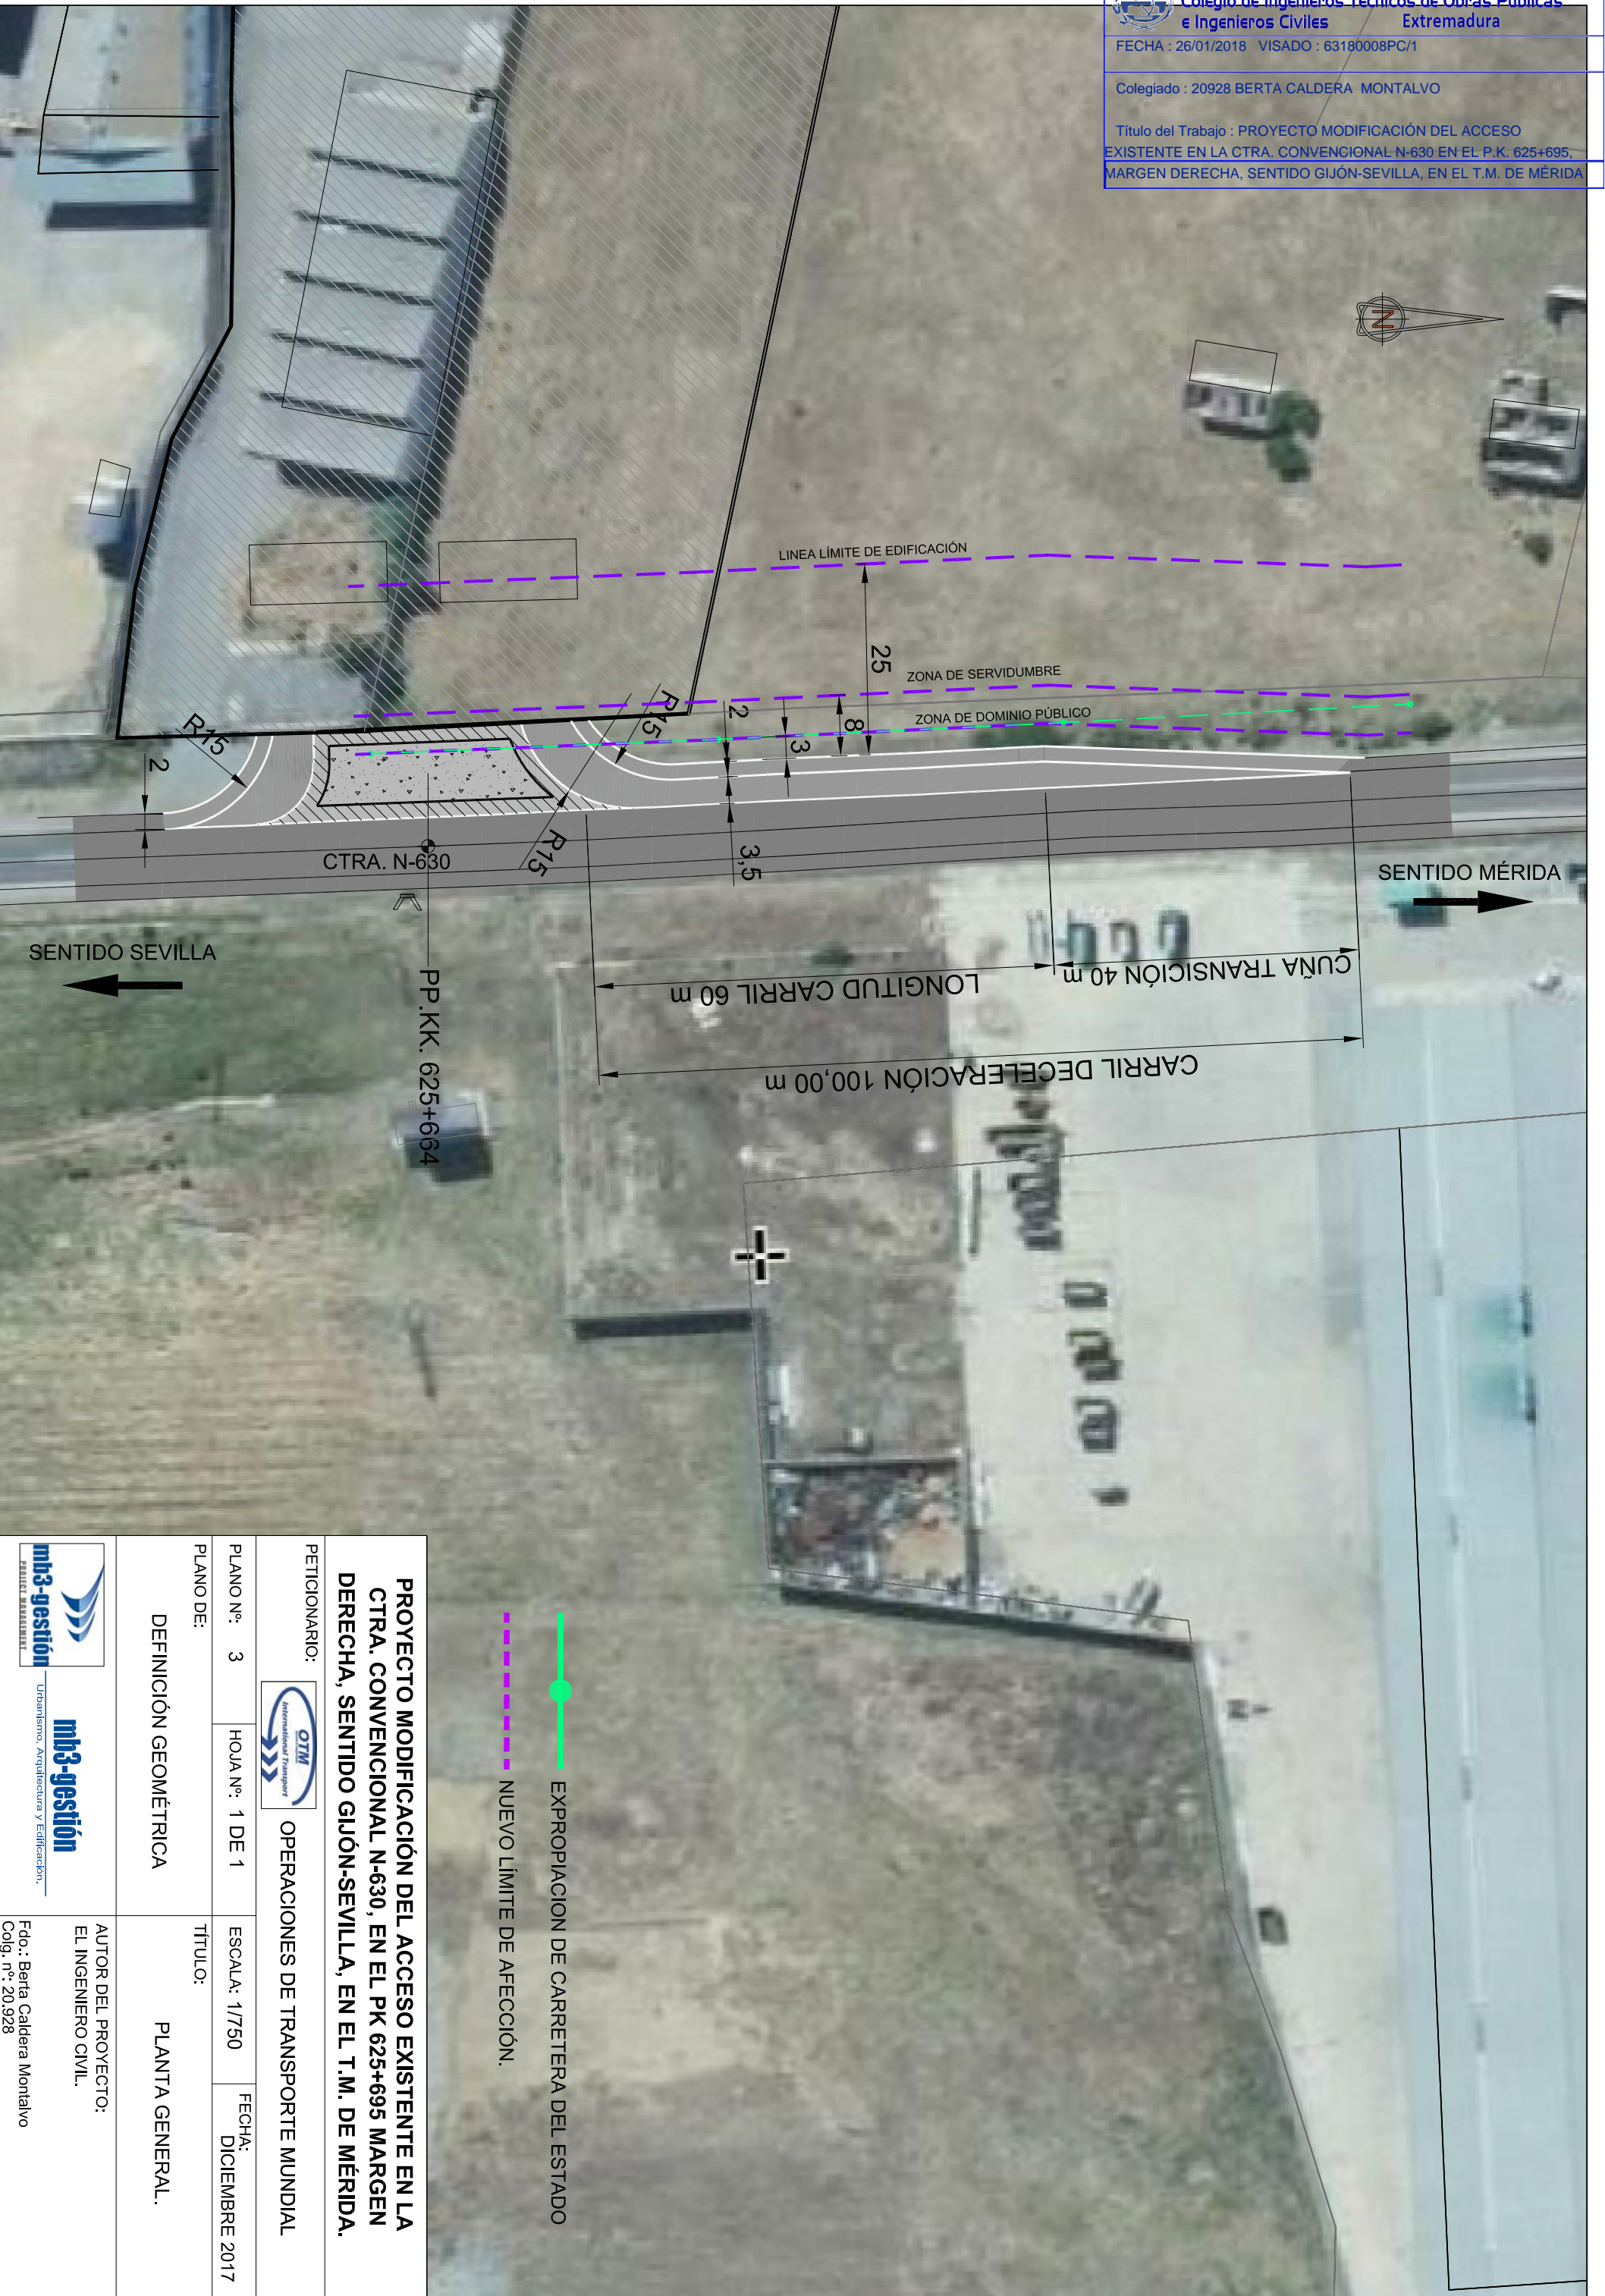 Colegio de Ingenieros Técnicos de Obras Públicas
e Ingenieros Civiles Extremadura
FECHA : 26/01/2018 VISADO : 63180008PC/1
Colegiado : 20928 BERTA CALDERA MONTALVO
Título del Trabajo : PROYECTO MODIFICACIÓN DEL ACCESO
EXISTENTE EN LA CTRA. CONVENCIONAL N-630 EN EL P.K. 625+695,
MARGEN DERECHA, SENTIDO GIJÓN-SEVILLA, EN EL T.M. DE MÉRIDA
N
LINEA LÍMITE DE EDIFICACIÓN
25
ZONA DE SERVIDUMBRE
ZONA DE DOMINIO PÚBLICO
R15
2
8
3
R15
2
R15
3,5
CTRA. N-630
SENTIDO MÉRIDA
SENTIDO SEVILLA
PP.KK. 625+664
LONGITUD CARRIL 60 m
CUÑA TRANSICIÓN 40 m
CARRIL DECELERACIÓN 100,00 m
EXPROPIACION DE CARRETERA DEL ESTADO
NUEVO LÍMITE DE AFECCIÓN.
PROYECTO MODIFICACIÓN DEL ACCESO EXISTENTE EN LA
CTRA. CONVENCIONAL N-630, EN EL PK 625+695 MARGEN
DERECHA, SENTIDO GIJÓN-SEVILLA, EN EL T.M. DE MÉRIDA.
PETICIONARIO:
OTM
International Transport
OPERACIONES DE TRANSPORTE MUNDIAL
PLANO Nº: 3
HOJA Nº: 1 DE 1
ESCALA: 1/750
FECHA:
DICIEMBRE 2017
PLANO DE:
DEFINICIÓN GEOMÉTRICA
TÍTULO:
PLANTA GENERAL.
mb3-gestión
PROJECT MANAGEMENT
mb3-gestión
Urbanismo, Arquitectura y Edificación.
AUTOR DEL PROYECTO:
EL INGENIERO CIVIL.
Fdo.: Berta Caldera Montalvo
Colg. nº: 20.928